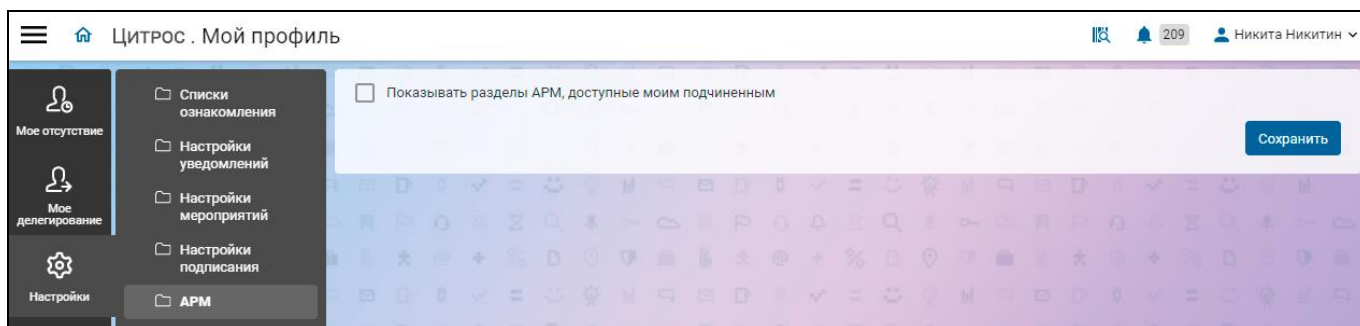 Цитрос . Мой профиль
209
Никита Никитин
Мое отсутствие
Мое
делегирование
Настройки
Списки
ознакомления
Настройки
уведомлений
Настройки
мероприятий
Настройки
подписания
АРМ
Показывать разделы АРМ, доступные моим подчиненным
Сохранить